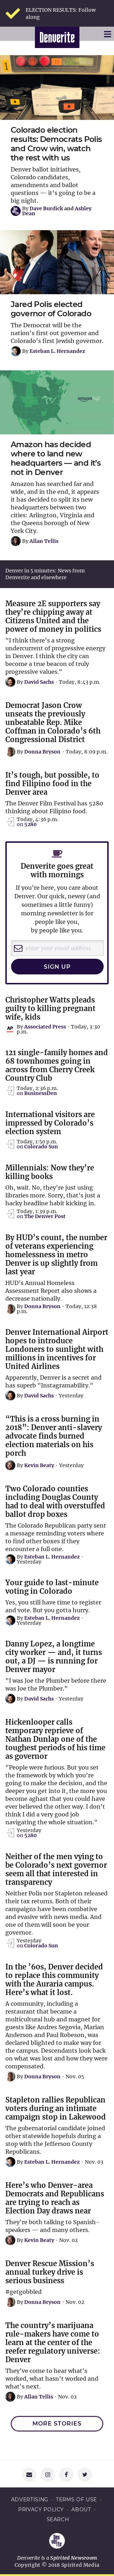 ELECTION RESULTS: Follow
along
Denverite
Colorado election
results: Democrats Polis
and Crow win, watch
the rest with us
Denver ballot initiatives,
Colorado candidates,
amendments and ballot
questions — it's going to be a
big night.
By Dave Burdick and Ashley
Dean
Jared Polis elected
governor of Colorado
The Democrat will be the
nation's first out governor and
Colorado's first Jewish governor.
By Esteban L. Hernandez
amazon
Amazon has decided
where to land new
headquarters — and it's
not in Denver
Amazon has searched far and
wide, and in the end, it appears
it has decided to split its new
headquarters between two
cities: Arlington, Virginia and
the Queens borough of New
York City.
By Allan Tellis
Denver in 5 minutes: News from
Denverite and elsewhere
Measure 2E supporters say
they're chipping away at
Citizens United and the
power of money in politics
"I think there's a strong
undercurrent of progressive energy
in Denver. I think the city can
become a true beacon of truly
progressive values."
By David Sachs · Today, 8:43 p.m.
Democrat Jason Crow
unseats the previously
unbeatable Rep. Mike
Coffman in Colorado's 6th
Congressional District
By Donna Bryson · Today, 8:09 p.m.
It's tough, but possible, to
find Filipino food in the
Denver area
The Denver Film Festival has 5280
thinking about Filipino food.
Today, 4:36 p.m.
on 5280
Denverite goes great
with mornings
If you're here, you care about
Denver. Our quick, newsy (and
sometimes a little funny)
morning newsletter is for
people like you,
by people like you.
enter your email address
SIGN UP
Christopher Watts pleads
guilty to killing pregnant
wife, kids
AP
By Associated Press · Today, 3:30
p.m.
121 single-family homes and
68 townhomes going in
across from Cherry Creek
Country Club
Today, 2:36 p.m.
on BusinessDen
International visitors are
impressed by Colorado's
election system
Today, 1:50 p.m.
on Colorado Sun
Millennials: Now they're
killing books
Uh, wait. No, they're just using
libraries more. Sorry, that's just a
hacky headline habit kicking in.
Today, 1:39 p.m.
on The Denver Post
By HUD's count, the number
of veterans experiencing
homelessness in metro
Denver is up slightly from
last year
HUD's Annual Homeless
Assessment Report also shows a
decrease nationally.
By Donna Bryson · Today, 12:38
p.m.
Denver International Airport
hopes to introduce
Londoners to londong with
millions in incentives for
United Airlines
Apparently, Denver is a secret and
has superb "Instagramability."
By David Sachs · Yesterday
"This is a cross burning in
2018": Denver anti-slavery
advocate finds burned
election materials on his
porch
By Kevin Beaty · Yesterday
Two Colorado counties
including Douglas County
had to deal with overstuffed
ballot drop boxes
The Colorado Republican party sent
a message encouraging voters where
to find other boxes if they
encounter a full one.
By Esteban L. Hernandez ·
Yesterday
Your guide to last-minute
voting in Colorado
Yes, you still have time to register
and vote. But you gotta hurry.
By Esteban L. Hernandez ·
Yesterday
Danny Lopez, a longtime
city worker — and, it turns
out, a DJ — is running for
Denver mayor
"I was Joe the Plumber before there
was Joe the Plumber."
By David Sachs · Yesterday
Hickenlooper calls
temporary reprieve of
Nathan Dunlap one of the
toughest periods of his time
as governor
"People were furious. But you set
the framework by which you're
going to make the decision, and the
deeper you get into it, the more you
imagine options that actual voters will
never ever believe or follow. I don't
think I did a very good job
navigating the whole situation."
Yesterday
on 5280
Neither of the men vying to
be Colorado's next governor
seem all that interested in
transparency
Neither Polis nor Stapleton released
their tax returns. Both of their
campaigns have been combative
and evasive with news media. And
one of them will soon be your
governor.
Yesterday
on Colorado Sun
In the '60s, Denver decided
to replace this community
with the Auraria campus.
Here's what it lost.
A community, including a
restaurant that became a
multicultural hub and magnet for
guests like Andres Segovia, Marian
Anderson and Paul Robeson, was
beloved but forced to make way for
the campus. Descendants look back
on what was lost and how they were
compensated.
By Donna Bryson · Nov. 05
Stapleton rallies Republican
voters during an intimate
campaign stop in Lakewood
The gubernatorial candidate joined
other statewide hopefuls during a
stop with the Jefferson County
Republicans.
By Esteban L. Hernandez · Nov. 03
Here's who Denver-area
Democrats and Republicans
are trying to reach as
Election Day draws near
They're both talking to Spanish-
speakers — and many others.
By Kevin Beaty · Nov. 02
Denver Rescue Mission's
annual turkey drive is
serious business
#getgobbled
By Donna Bryson · Nov. 02
The country's marijuana
rule-makers have come to
learn at the center of the
reefer regulatory universe:
Denver
They've come to hear what's
worked, what hasn't worked and
what's next.
By Allan Tellis · Nov. 02
MORE STORIES
ADVERTISING · TERMS OF USE ·
PRIVACY POLICY · ABOUT ·
SEARCH
Denverite is a Spirited Newsroom
Copyright © 2018 Spirited Media